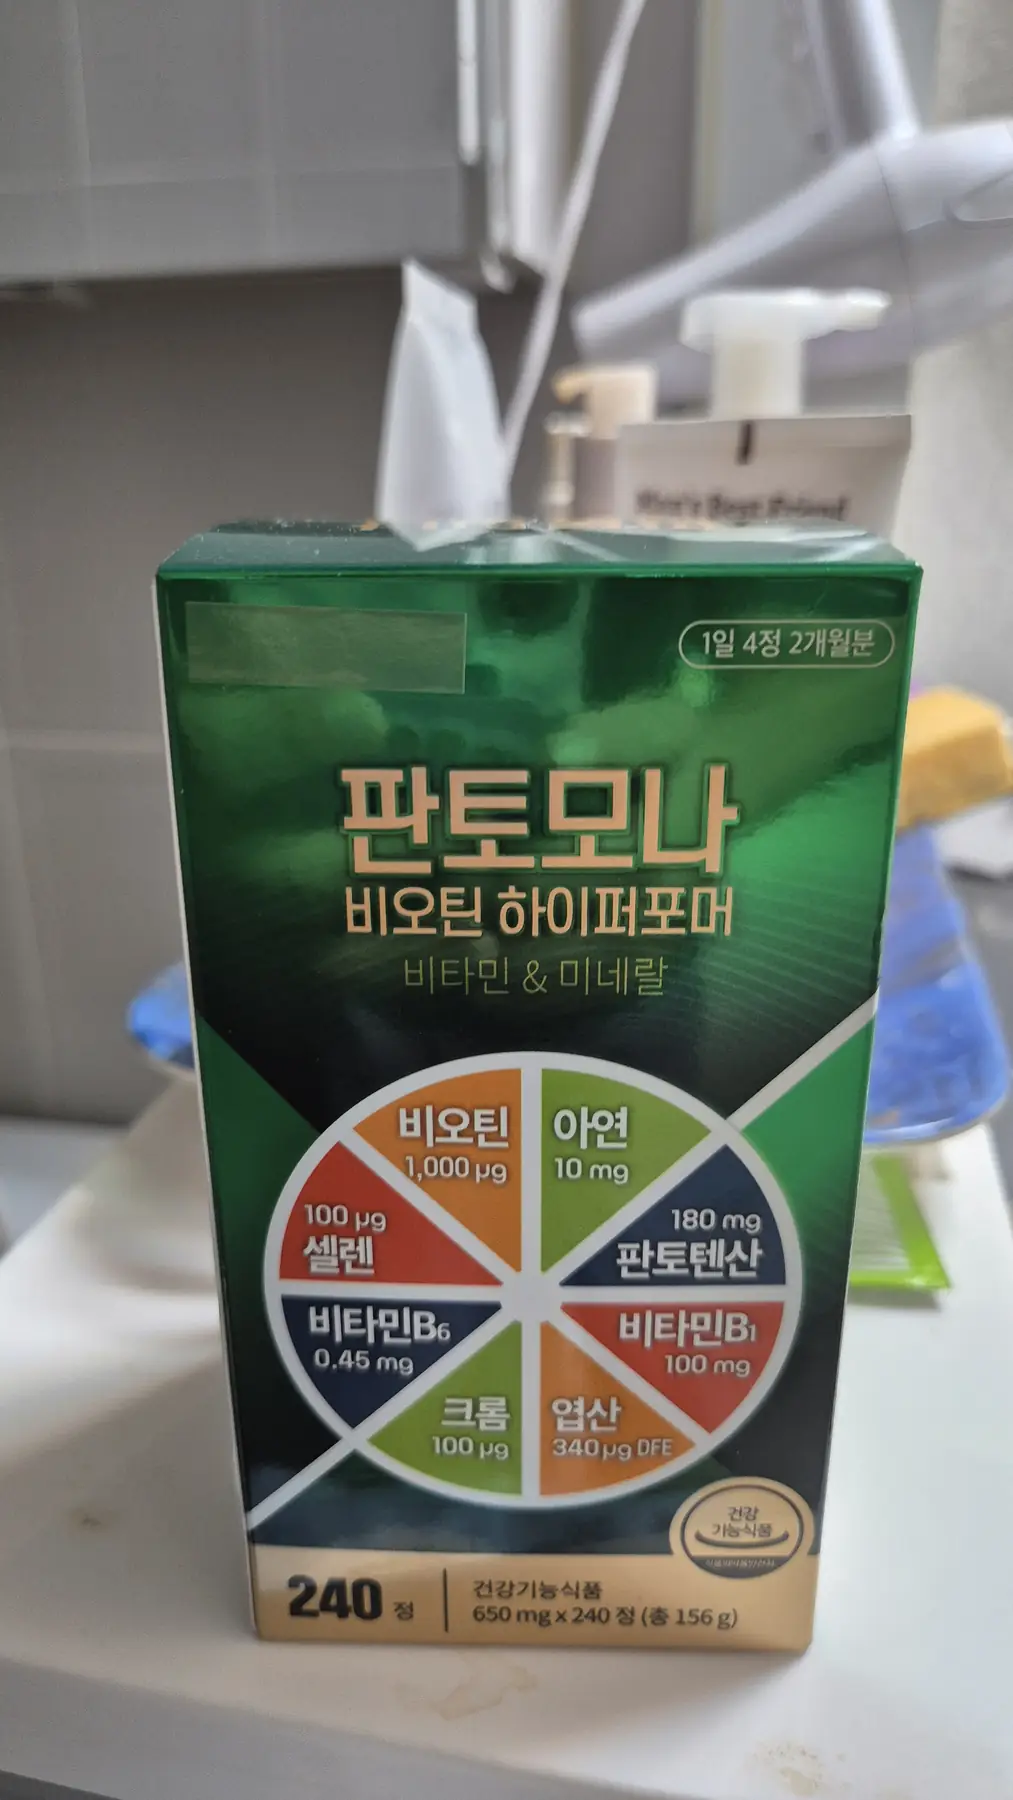 1일 4정 2개월분
판토모나
비오틴 하이퍼포머
비타민 & 미네랄
비오틴
1,000 μg
아연
10 mg
100 μg
셀렌
180 mg
판토텐산
비타민B6
0.45 mg
비타민B1
100 mg
크롬
100 μg
엽산
340μg DFE
건강
기능식품
240 정
건강기능식품
650 mg x 240 정 (총 156 g)